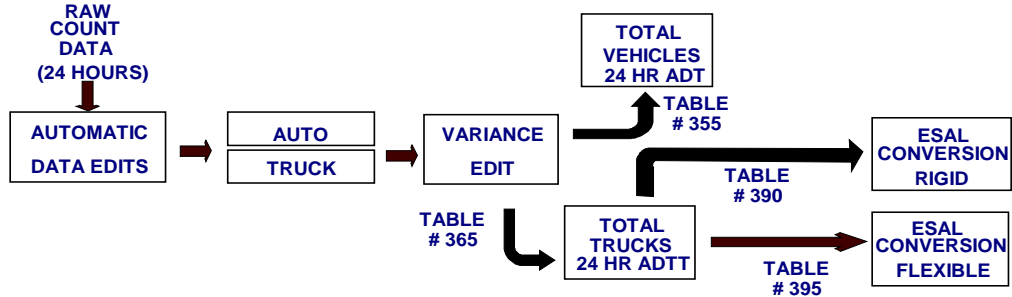 RAW
COUNT
DATA
(24 HOURS)
AUTOMATIC
DATA EDITS
AUTO
TRUCK
VARIANCE
EDIT
TOTAL
VEHICLES
24 HR ADT
TABLE
# 355
TABLE
# 365
TOTAL
TRUCKS
24 HR ADTT
TABLE
# 390
ESAL
CONVERSION
RIGID
TABLE
# 395
ESAL
CONVERSION
FLEXIBLE